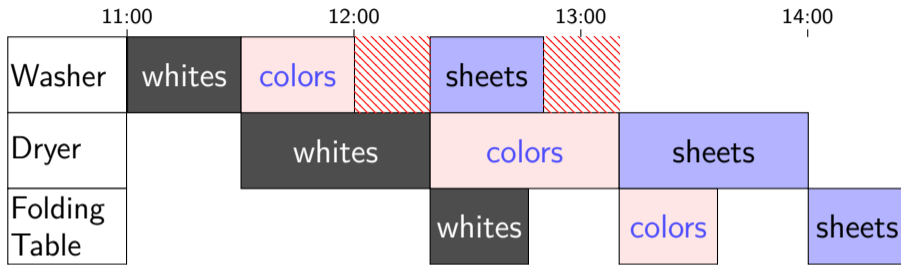 11:00 12:00 13:00 14:00
Washer whites colors sheets
Dryer whites colors sheets
Folding
Table whites colors sheets